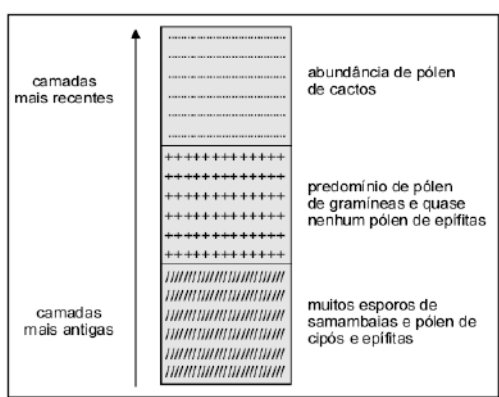 camadas
mais recentes
abundância de pólen
de cactos
predomínio de pólen
de gramíneas e quase
nenhum pólen de epífitas
camadas
mais antigas
muitos esporos de
samambaias e pólen de
cipós e epífitas